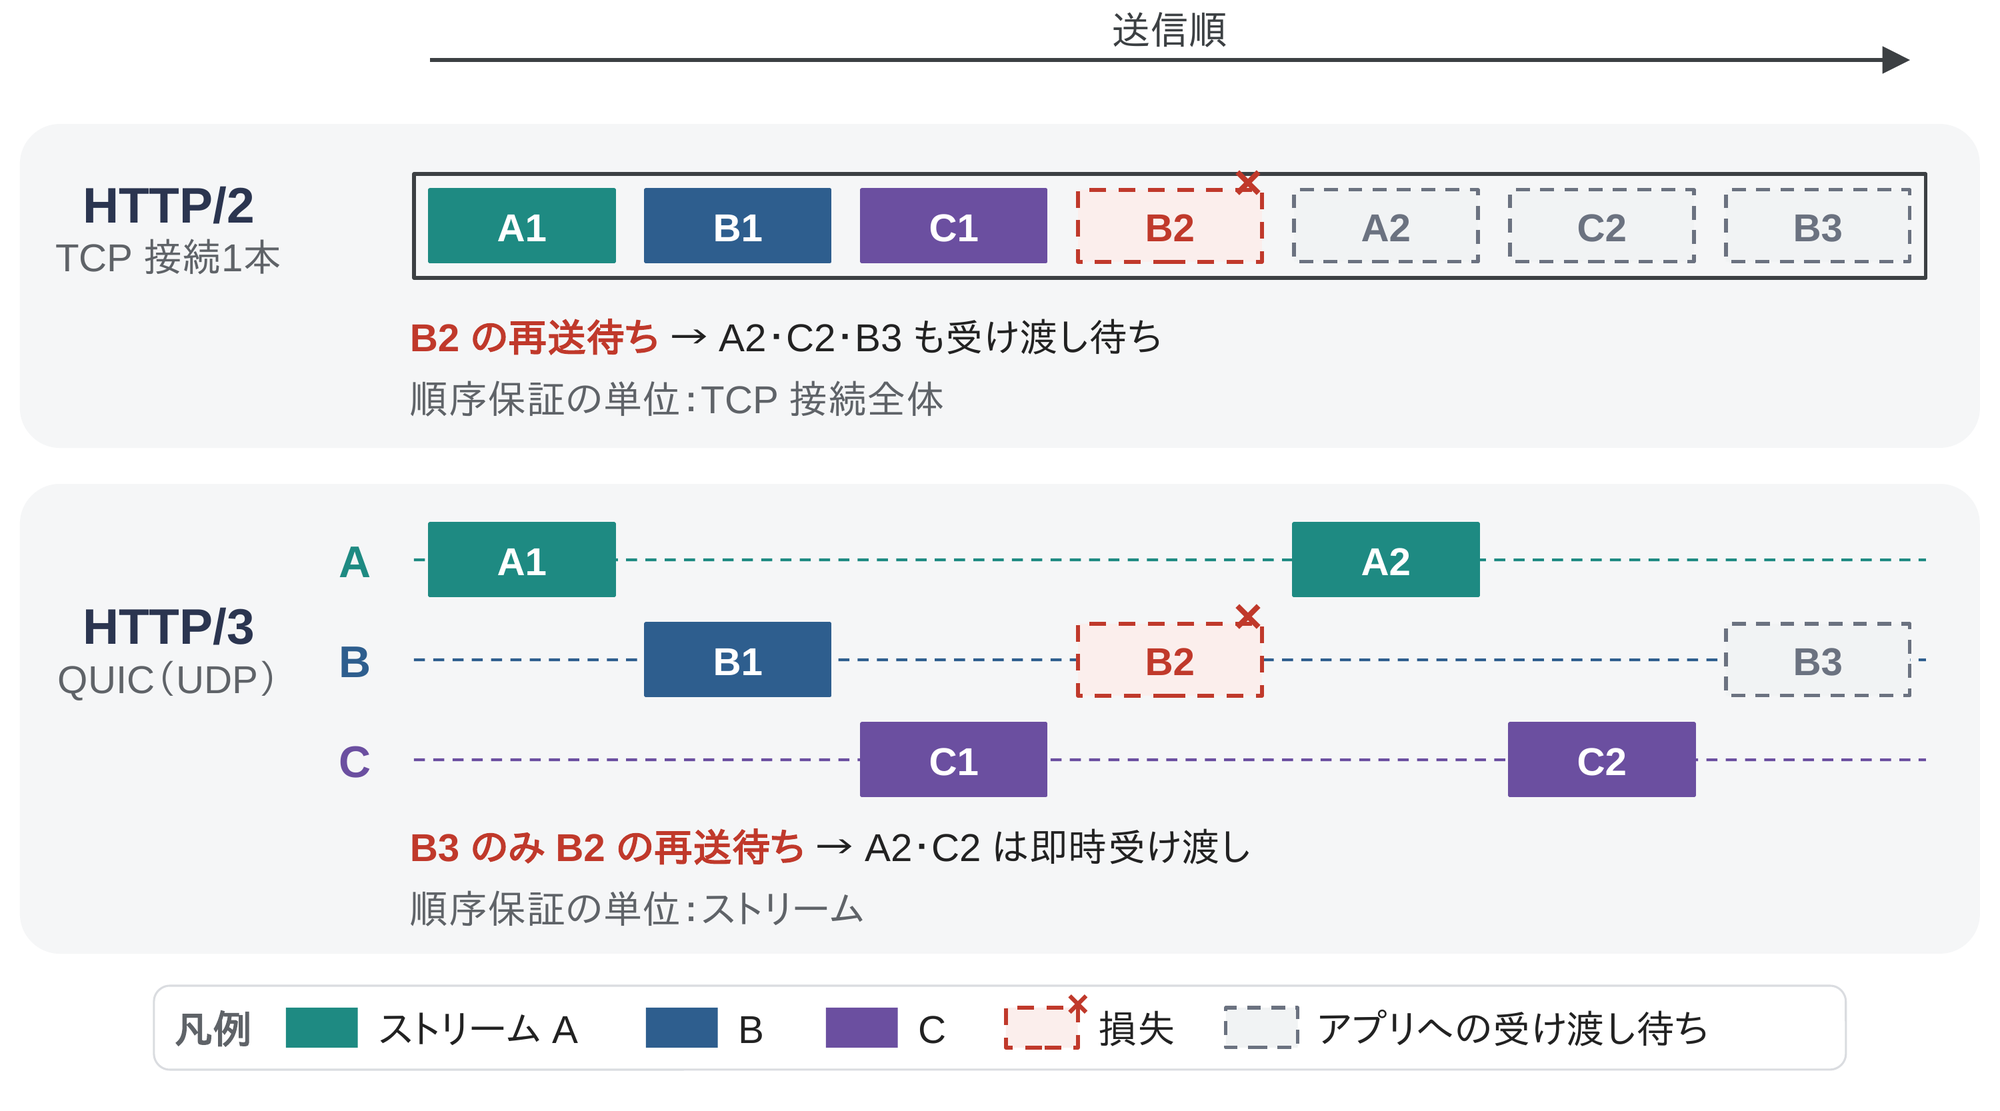 送信順
HTTP/2
TCP 接続1本
A1 B1 C1 B2 A2 C2 B3
B2 の再送待ち → A2・C2・B3 も受け渡し待ち
順序保証の単位：TCP 接続全体
HTTP/3
QUIC（UDP）
A A1 A2
B B1 B2 B3
C C1 C2
B3 のみ B2 の再送待ち → A2・C2 は即時受け渡し
順序保証の単位：ストリーム
凡例 ストリーム A B C 損失 アプリへの受け渡し待ち